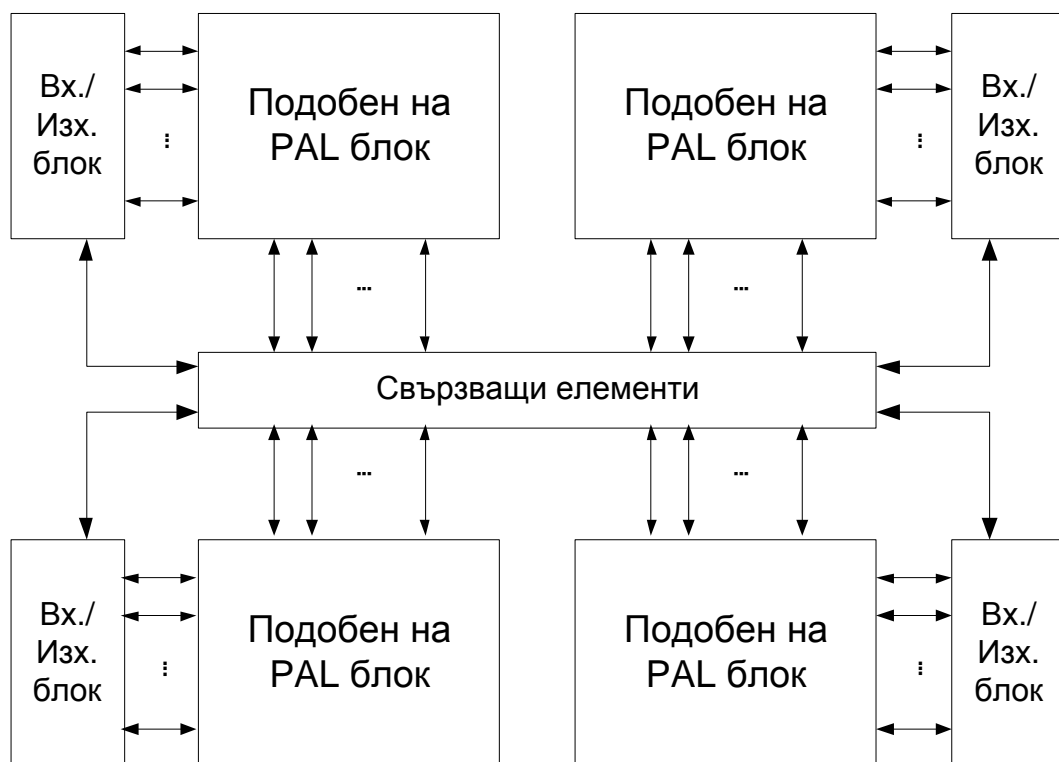 Вх./
Изх.
блок
Подобен на
PAL блок
Подобен на
PAL блок
Вх./
Изх.
блок
...
...
...
...
Свързващи елементи
...
...
Вх./
Изх.
блок
...
Подобен на
PAL блок
Подобен на
PAL блок
...
Вх./
Изх.
блок